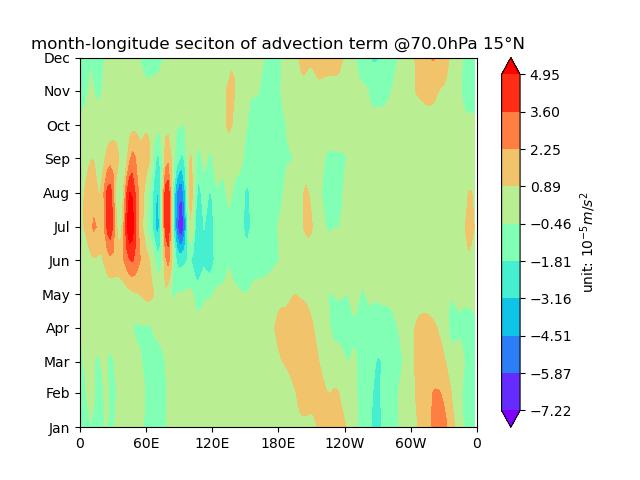 month-longitude seciton of advection term @70.0hPa 15°N
Dec
Nov
Oct
Sep
Aug
Jul
Jun
May
Apr
Mar
Feb
Jan
0 60E 120E 180E 120W 60W 0
4.95
3.60
2.25
0.89
−0.46
−1.81
−3.16
−4.51
−5.87
−7.22
unit: 10⁻⁵m/s²